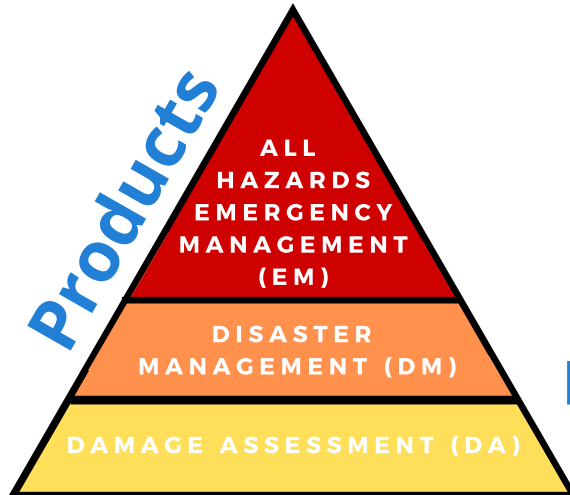 Products
ALL
HAZARDS
EMERGENCY
MANAGEMENT
(EM)
DISASTER
MANAGEMENT (DM)
DAMAGE ASSESSMENT (DA)